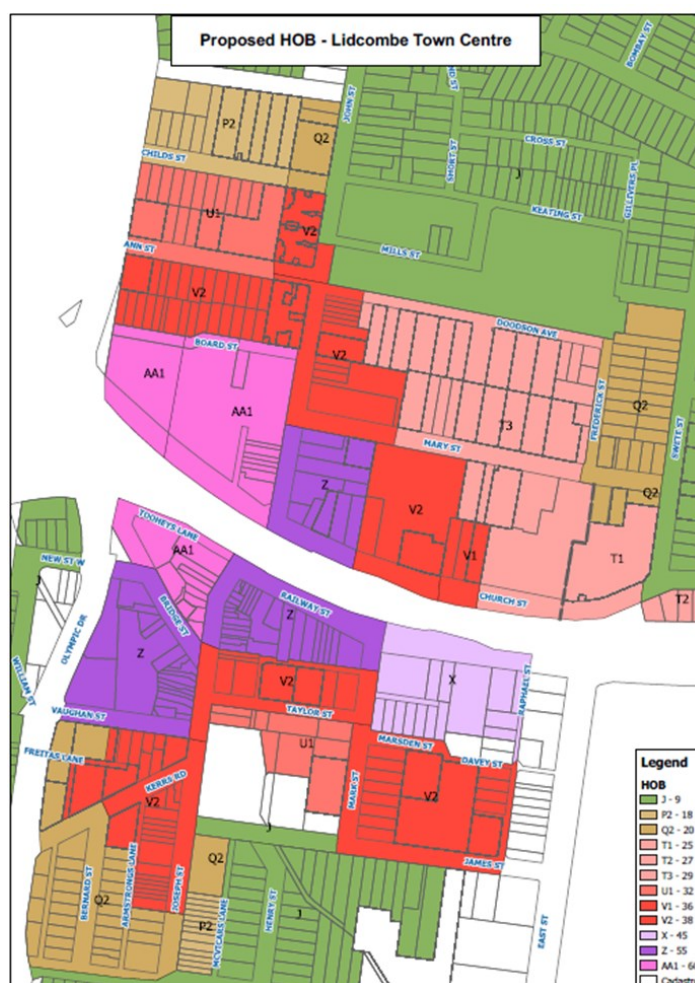 Proposed HOB - Lidcombe Town Centre
BOMBAY ST
JOHN ST
P2
Q2
CROSS ST
SHORT ST
GILLIVERS PL
CHILDS ST
J
KEATING ST
U1
V2
MILLS ST
ANN ST
V2
DOODSON AVE
BOARD ST
V2
AA1
AA1
FREDERICK ST
Q2
SWETE ST
T3
MARY ST
Z
Q2
V2
TOOHEYS LANE
AA1
V1
T1
NEW ST W
J
CHURCH ST
T2
RAILWAY ST
Z
BRIDGE ST
OLYMPIC DR
Z
WILLIAM ST
V2
X
RAPHAEL ST
TAYLOR ST
VAUGHAN ST
U1
MARSDEN ST
DAVEY ST
FREITAS LANE
KERRS RD
V2
MARK ST
V2
J
JAMES ST
Q2
BERNARD ST
Q2
ARMSTRONGS LANE
JOSEPH ST
P2
MCVICARS LANE
HENRY ST
J
EAST ST
Legend
HOB
J - 9
P2 - 18
Q2 - 20
T1 - 25
T2 - 27
T3 - 29
U1 - 32
V1 - 36
V2 - 38
X - 45
Z - 55